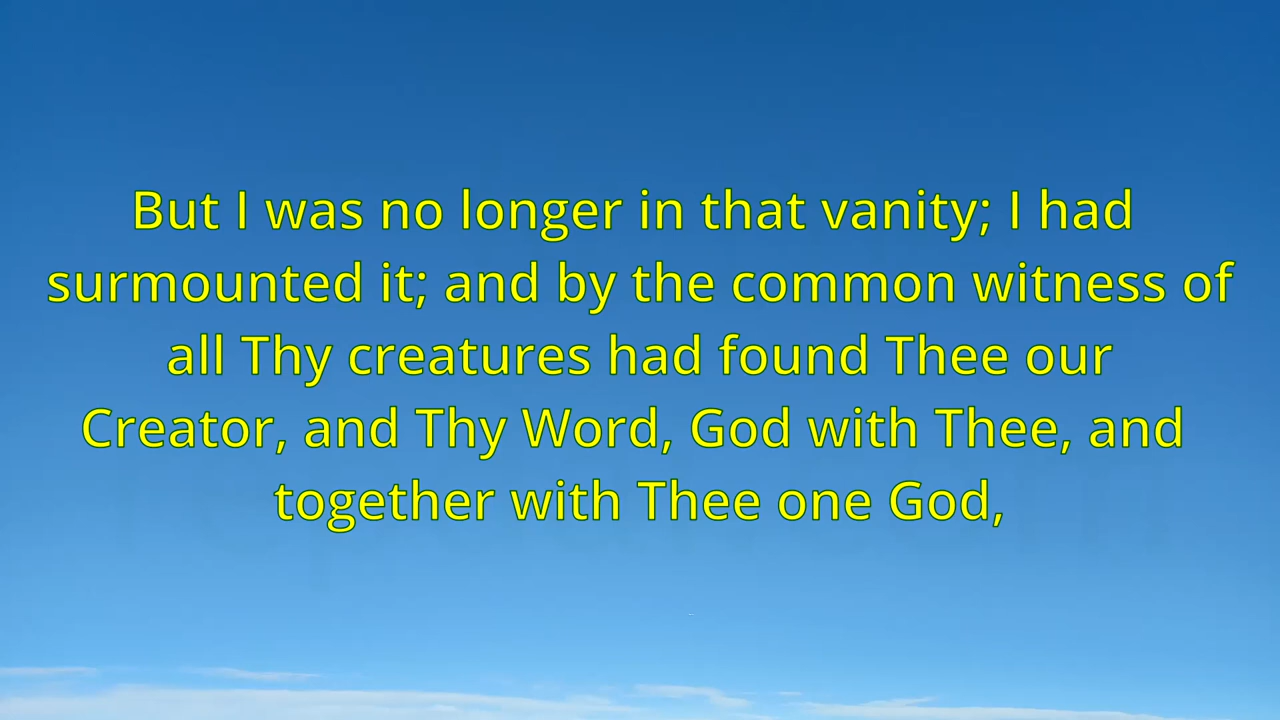 But I was no longer in that vanity; I had
surmounted it; and by the common witness of
all Thy creatures had found Thee our
Creator, and Thy Word, God with Thee, and
together with Thee one God,